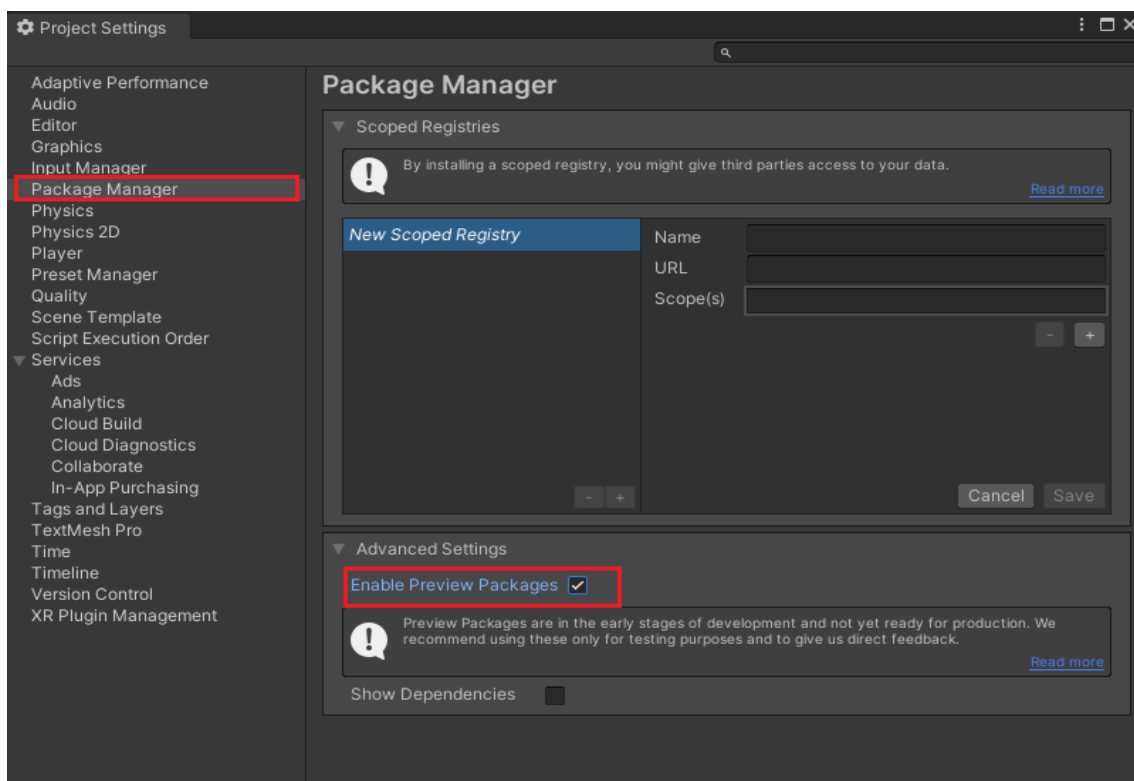 Project Settings
Adaptive Performance
Audio
Editor
Graphics
Input Manager
Package Manager
Physics
Physics 2D
Player
Preset Manager
Quality
Scene Template
Script Execution Order
Services
Ads
Analytics
Cloud Build
Cloud Diagnostics
Collaborate
In-App Purchasing
Tags and Layers
TextMesh Pro
Time
Timeline
Version Control
XR Plugin Management
Package Manager
Scoped Registries
By installing a scoped registry, you might give third parties access to your data.
Read more
New Scoped Registry
Name
URL
Scope(s)
- +
- +
Cancel Save
Advanced Settings
Enable Preview Packages
Preview Packages are in the early stages of development and not yet ready for production. We
recommend using these only for testing purposes and to give us direct feedback.
Read more
Show Dependencies